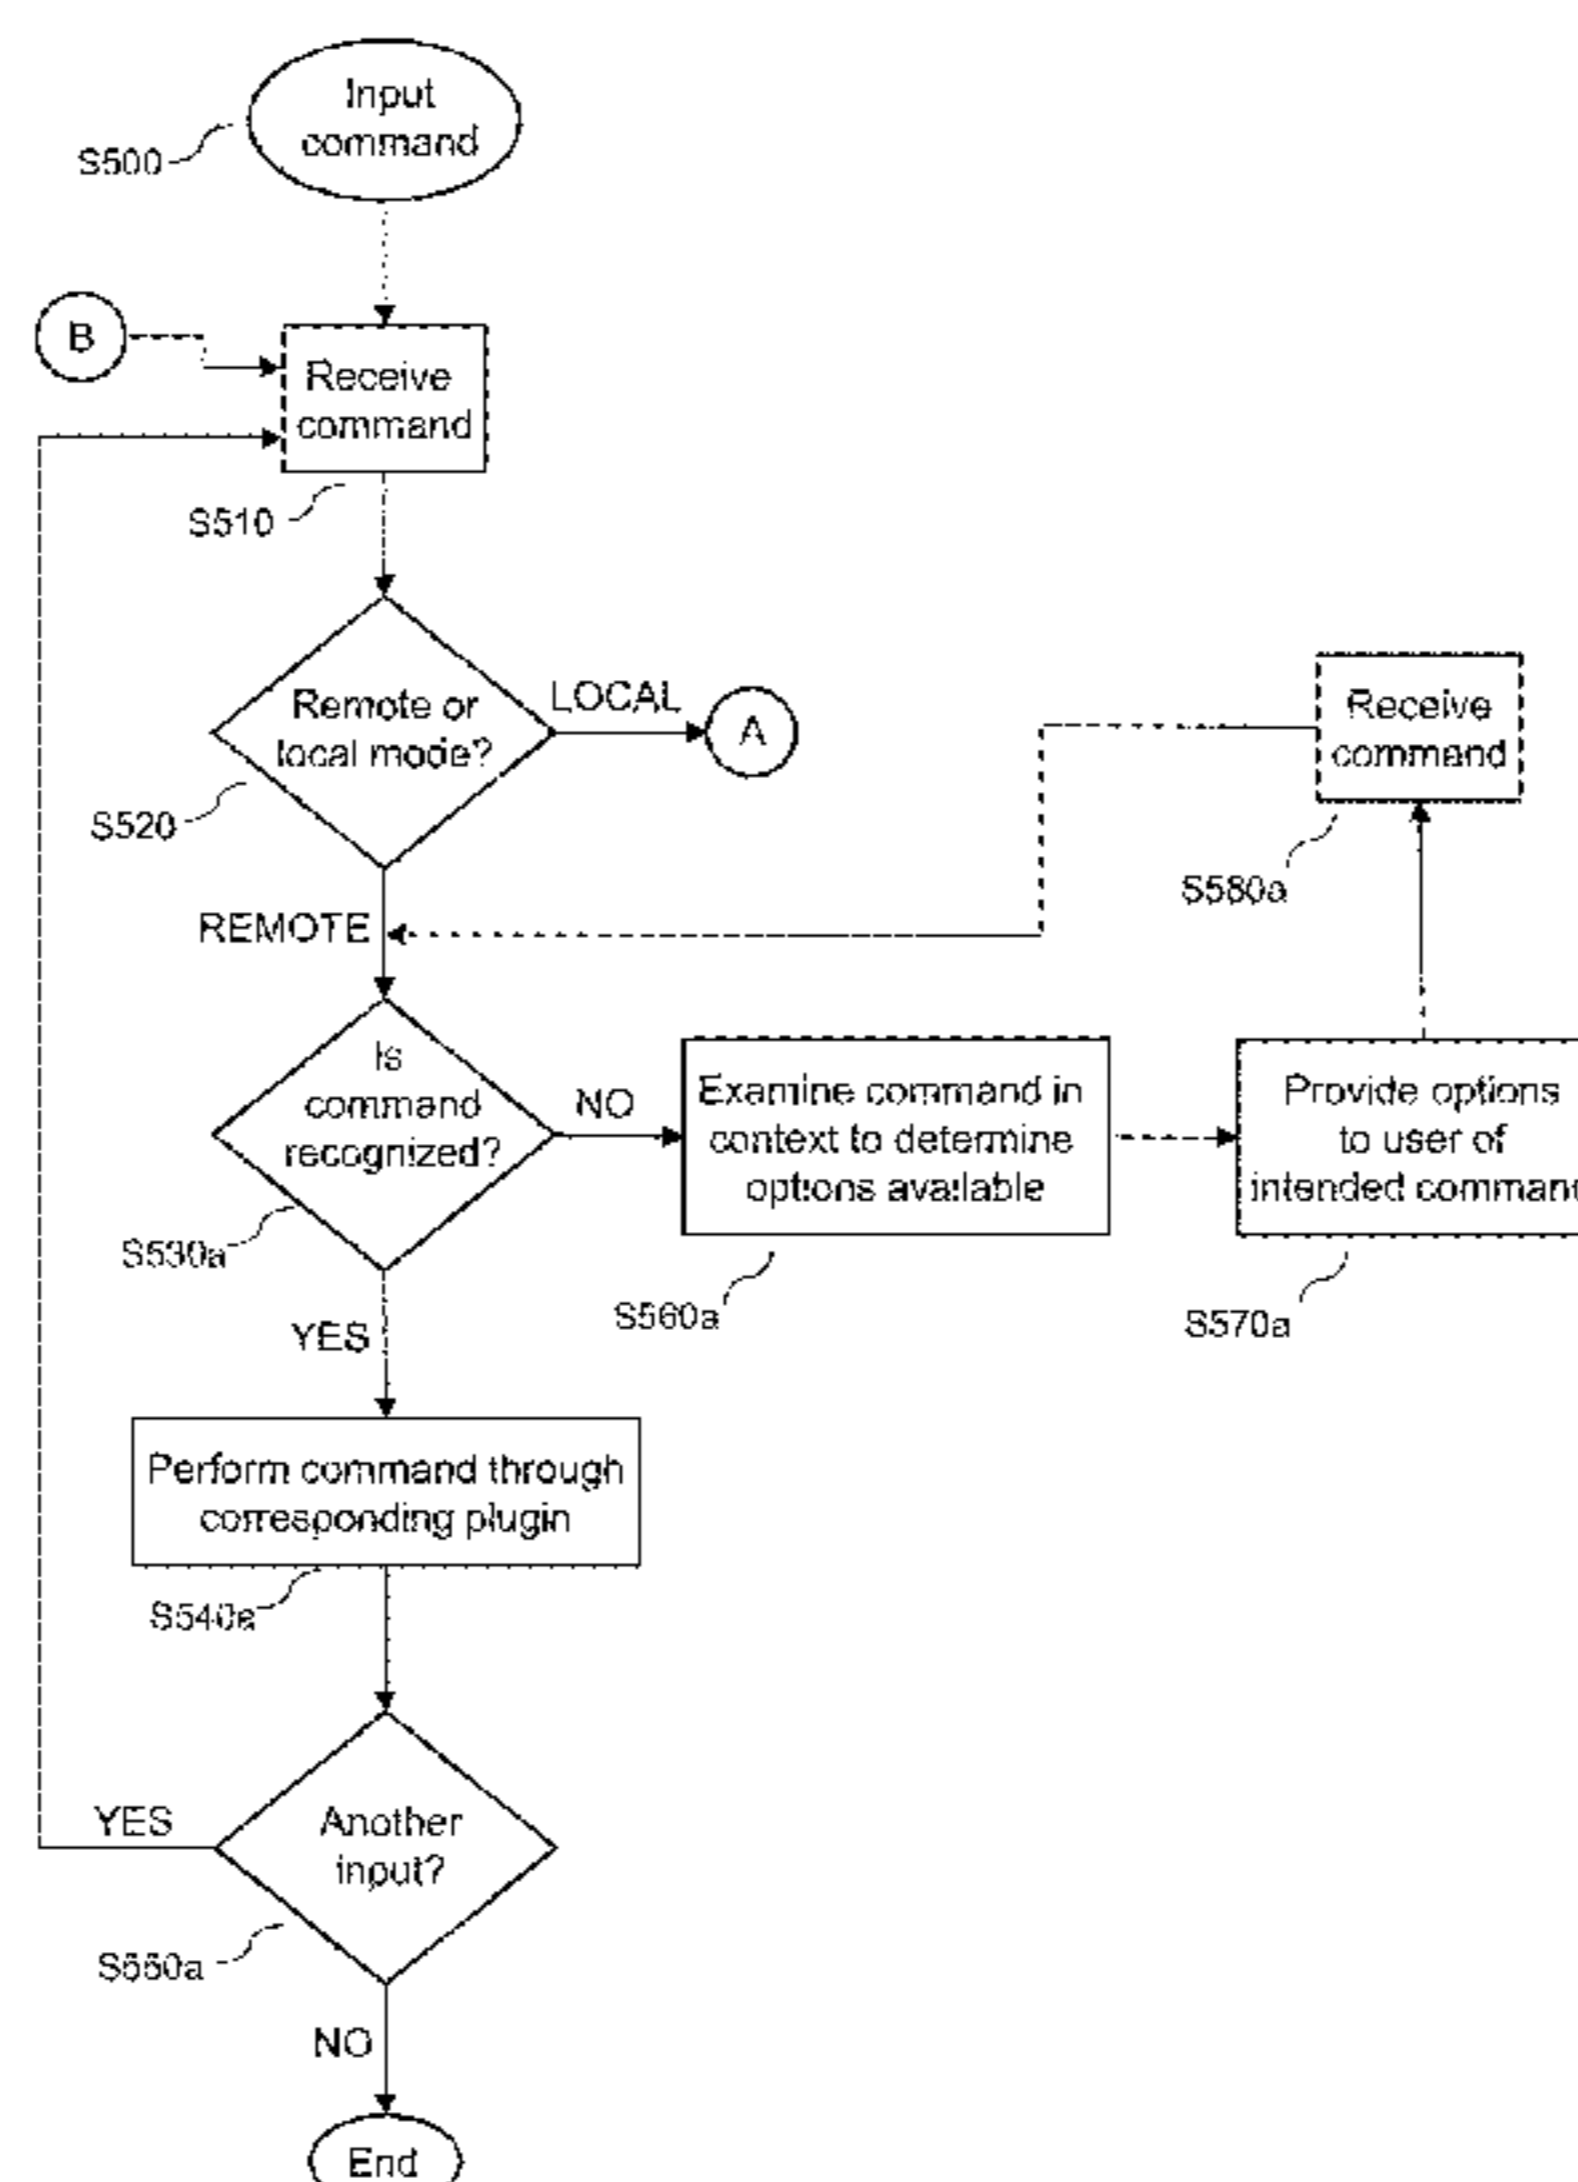 Input
command
S500
B
Receive
command
S510
Remote or
local mode?
LOCAL
A
S520
Receive
command
S580a
REMOTE
Is
command
recognized?
NO
Examine command in
context to determine
options available
Provide options
to user of
intended command
S530a
S560a
S570a
YES
Perform command through
corresponding plugin
S540a
Another
input?
YES
S550a
NO
End